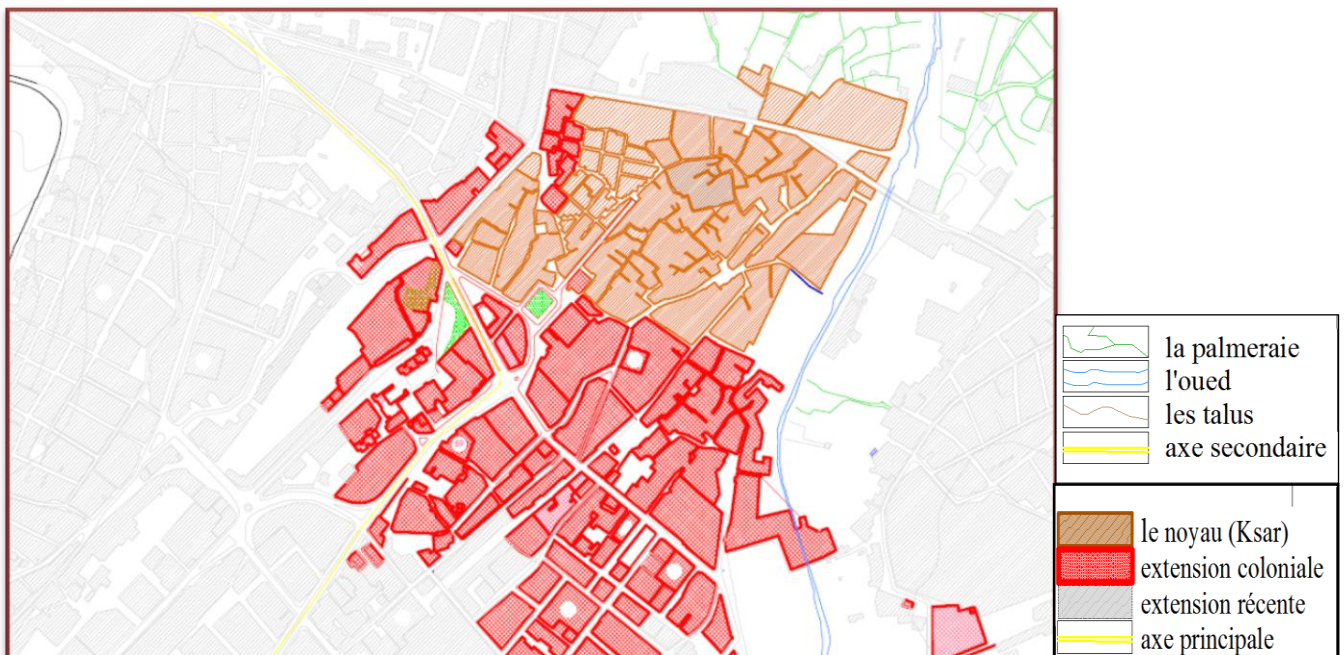 la palmeraie
l'oued
les talus
axe secondaire
le noyau (Ksar)
extension coloniale
extension récente
axe principale